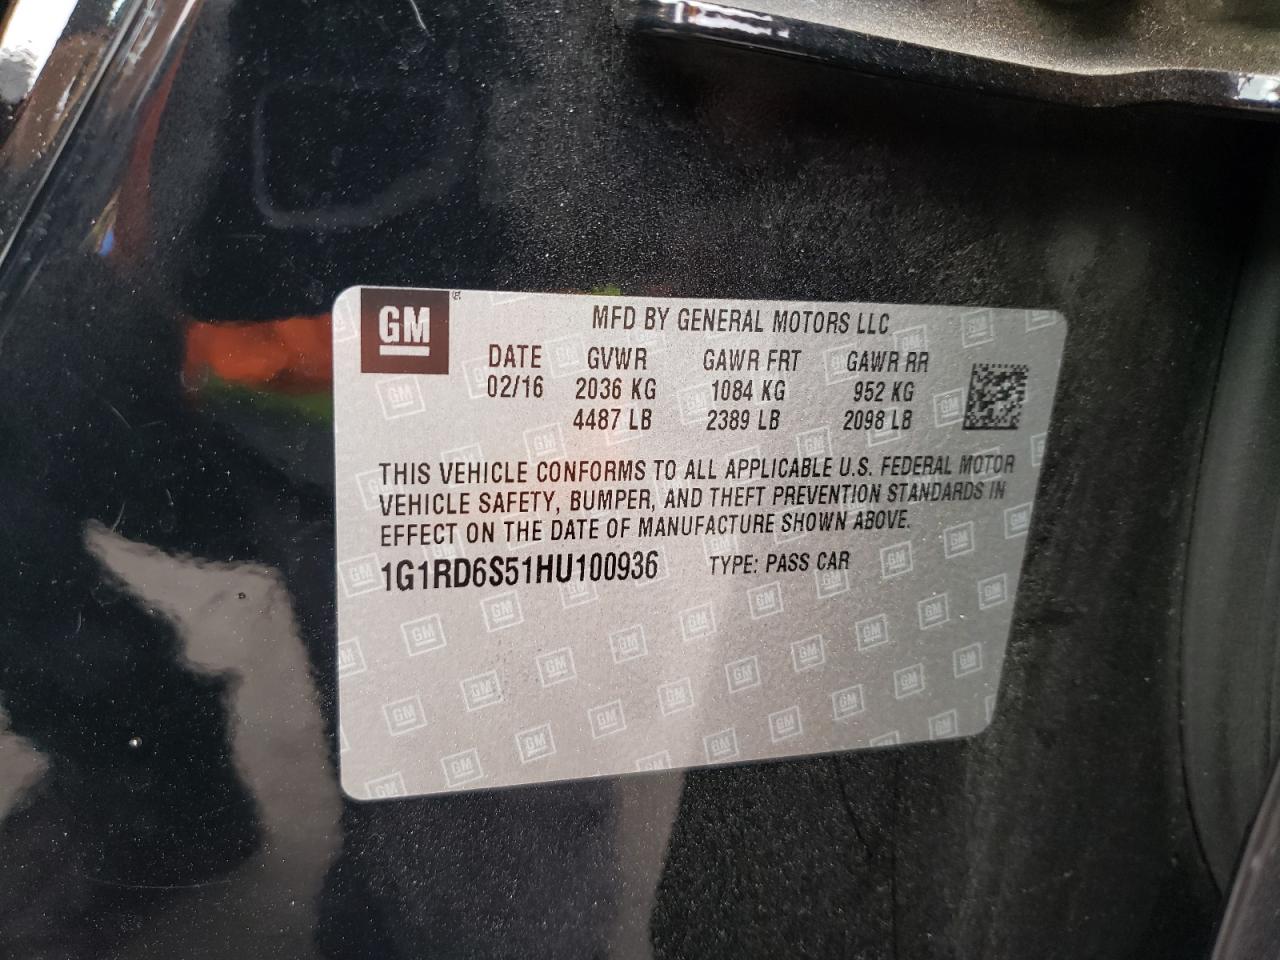 GM
MFD BY GENERAL MOTORS LLC
DATE GVWR GAWR FRT GAWR RR
02/16 2036 KG 1084 KG 952 KG
4487 LB 2389 LB 2098 LB
THIS VEHICLE CONFORMS TO ALL APPLICABLE U.S. FEDERAL MOTOR
VEHICLE SAFETY, BUMPER, AND THEFT PREVENTION STANDARDS IN
EFFECT ON THE DATE OF MANUFACTURE SHOWN ABOVE.
1G1RD6S51HU100936 TYPE: PASS CAR